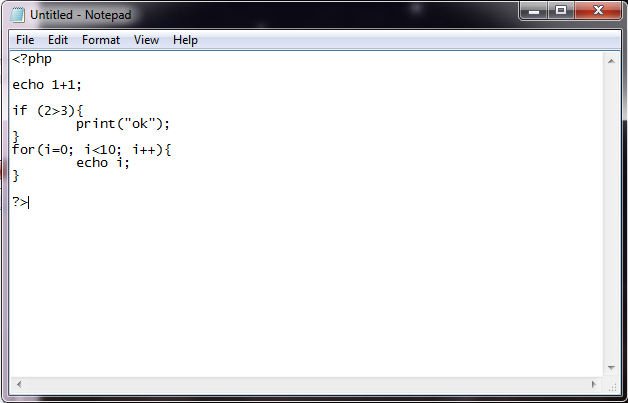 Untitled - Notepad
File Edit Format View Help
<?php
echo 1+1;
if (2>3){
print("ok");
}
for(i=0; i<10; i++){
echo i;
}
?>